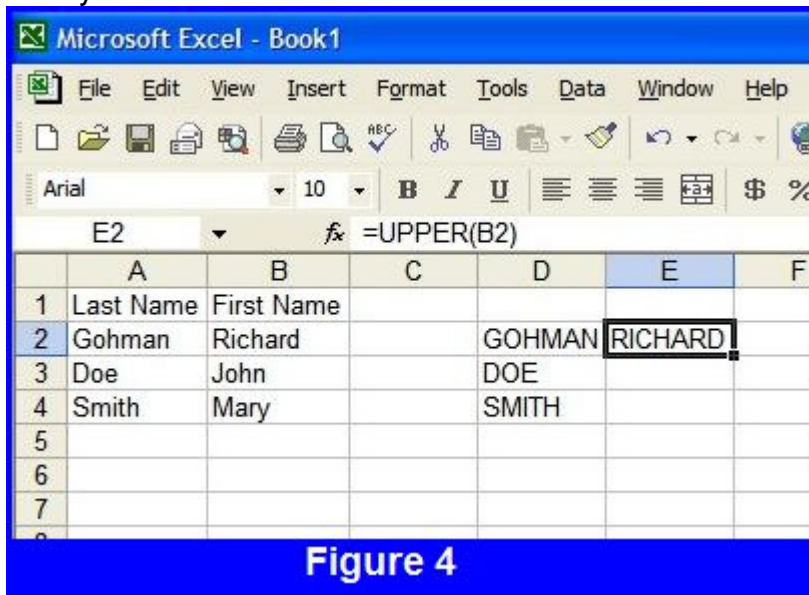 Microsoft Excel - Book1
File Edit View Insert Format Tools Data Window Help
ABC
Arial 10 B I U a $ %
E2 fx =UPPER(B2)
A B C D E F
1 Last Name First Name
2 Gohman Richard GOHMAN RICHARD
3 Doe John DOE
4 Smith Mary SMITH
5
6
7
Figure 4